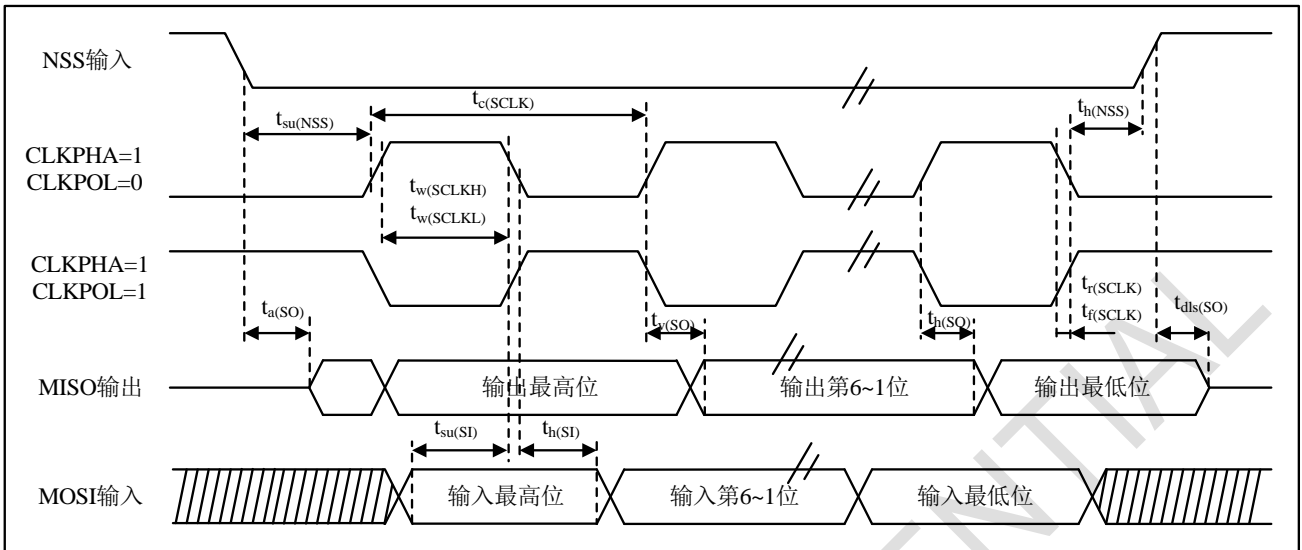 NSS输入
tc(SCLK)
tsu(NSS)
th(NSS)
CLKPHA=1
CLKPOL=0
tw(SCLKH)
tw(SCLKL)
CLKPHA=1
CLKPOL=1
tr(SCLK)
tf(SCLK)
ta(SO)
tv(SO)
th(SO)
tdls(SO)
MISO输出
输出最高位
输出第6~1位
输出最低位
tsu(SI)
th(SI)
MOSI输入
输入最高位
输入第6~1位
输入最低位
ENTIAL